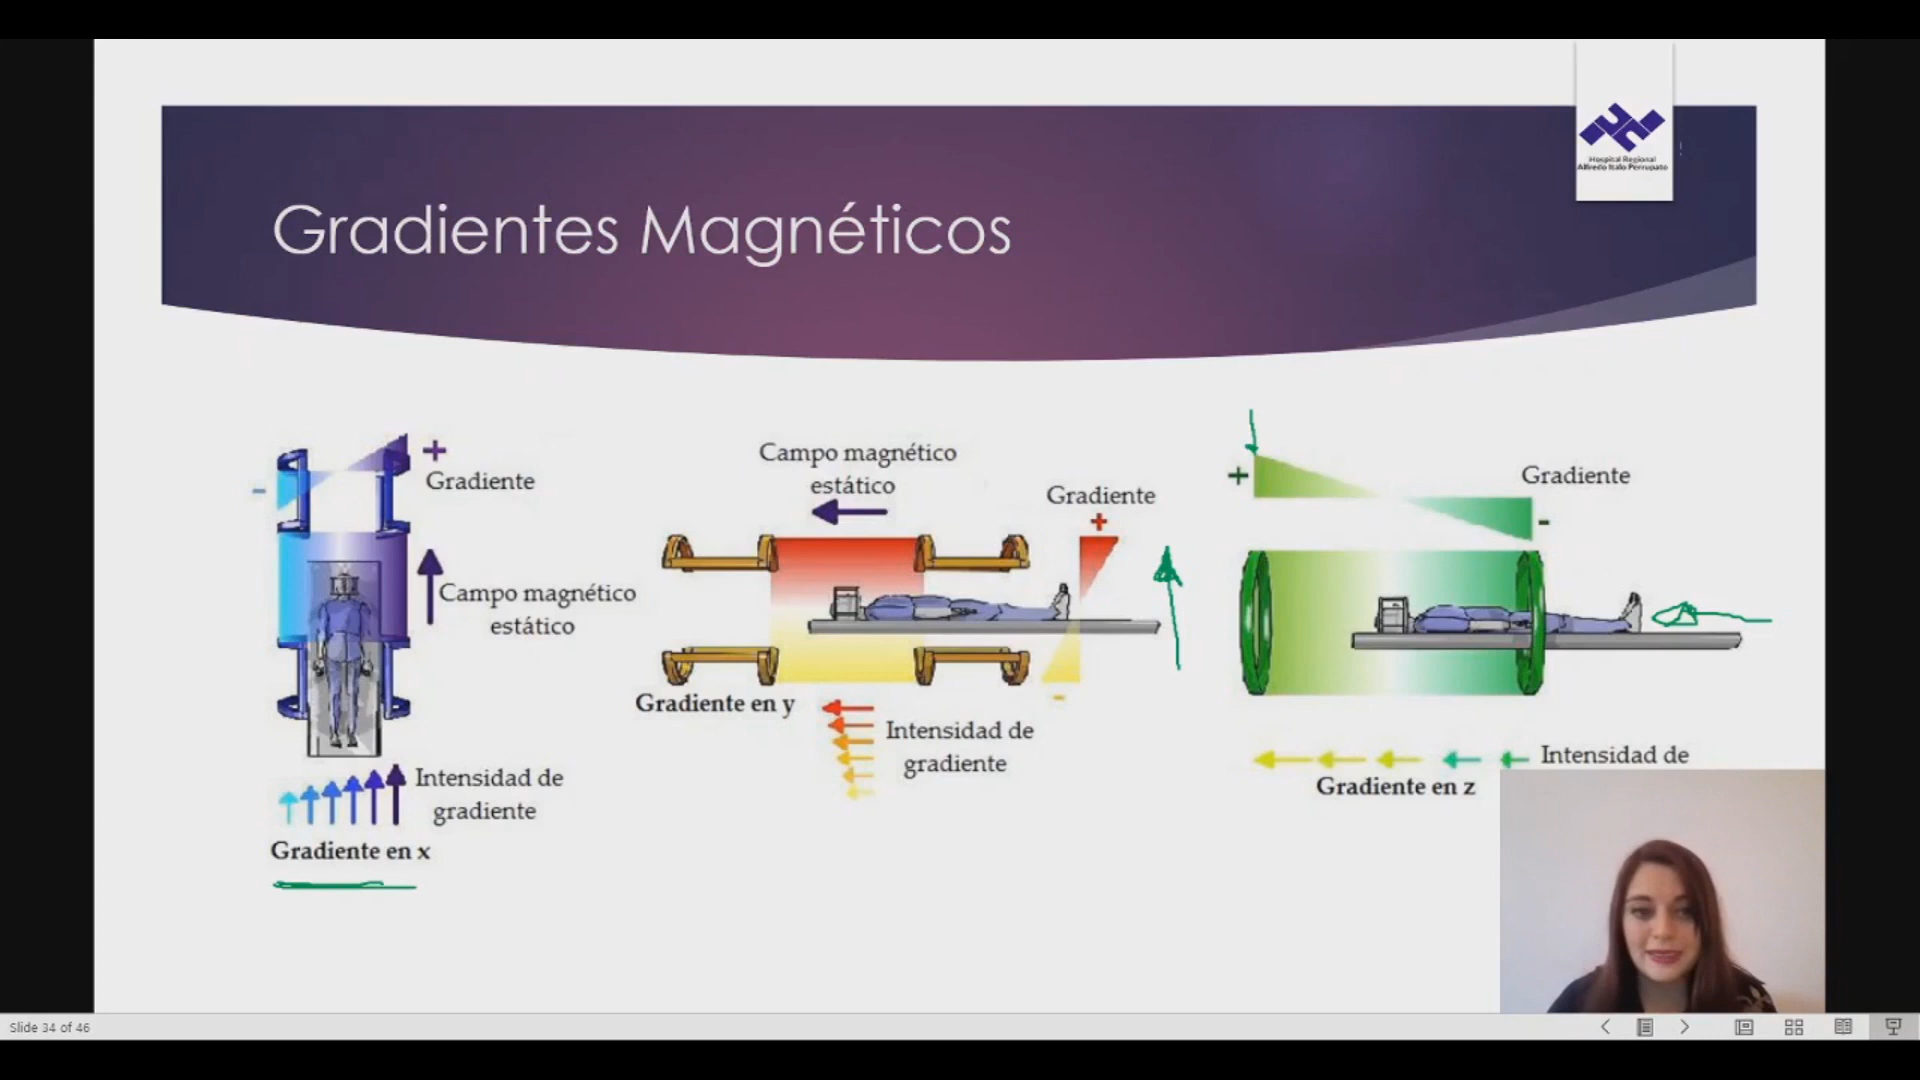 Hospital Regional
Alfredo Italo Perrupato
Gradientes Magnéticos
+
Gradiente
-
Campo magnético
estático
Intensidad de
gradiente
Gradiente en x
Campo magnético
estático
Gradiente
+
-
Gradiente en y
Intensidad de
gradiente
+
Gradiente
-
Intensidad de
Gradiente en z
Slide 34 of 46